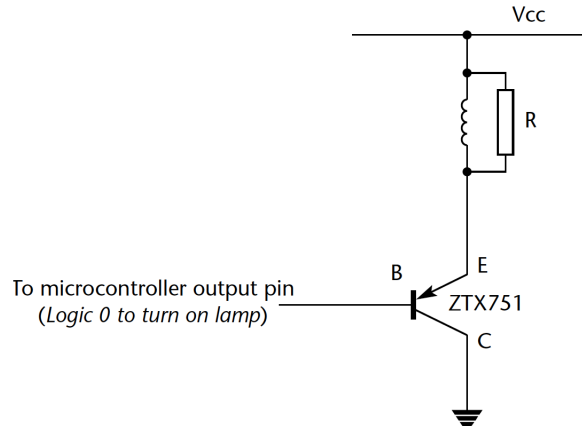 Vcc
R
B
E
To microcontroller output pin
(Logic 0 to turn on lamp)
ZTX751
C